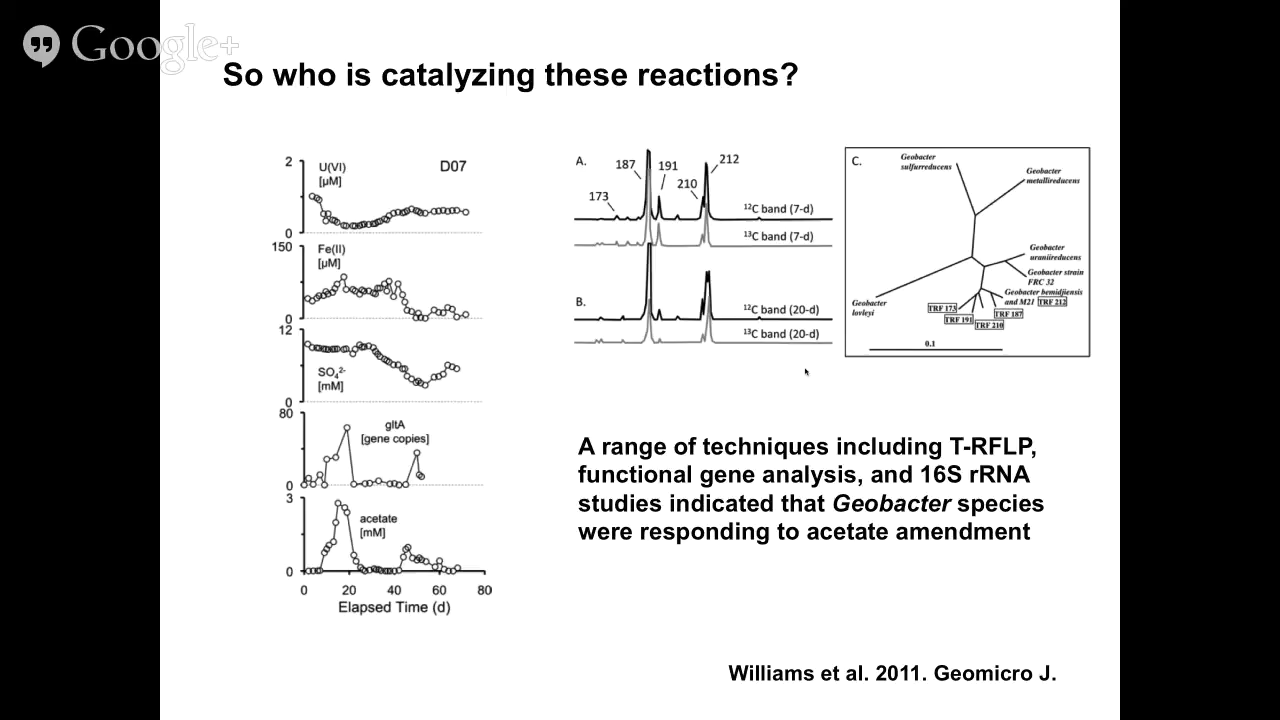 Google+
So who is catalyzing these reactions?
D07
2
U(VI)
[µM]
0
150
Fe(II)
[µM]
0
12
SO₄²⁻
[mM]
0
80
gltA
[gene copies]
0
3
acetate
[mM]
0
0 20 40 60 80
Elapsed Time (d)
A.
187
191
212
173
210
¹²C band (7-d)
¹³C band (7-d)
B.
¹²C band (20-d)
¹³C band (20-d)
C.
Geobacter
sulfurreducens
Geobacter
metallireducens
Geobacter
uraniireducens
Geobacter strain
FRC 32
Geobacter bemidjiensis
and M21 TRF 212
Geobacter
lovleyi
TRF 173
TRF 187
TRF 191
TRF 210
0.1
A range of techniques including T-RFLP,
functional gene analysis, and 16S rRNA
studies indicated that Geobacter species
were responding to acetate amendment
Williams et al. 2011. Geomicro J.